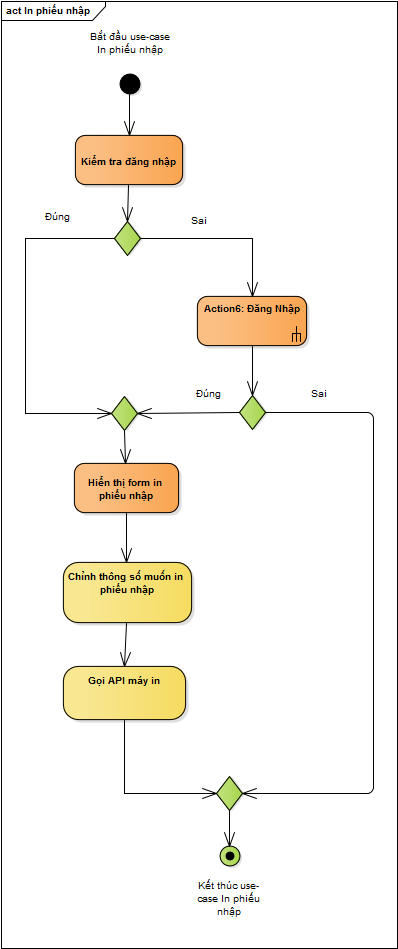 act In phiếu nhập
Bắt đầu use-case
In phiếu nhập
Kiểm tra đăng nhập
Đúng
Sai
Action6: Đăng Nhập
Đúng
Sai
Hiển thị form in
phiếu nhập
Chỉnh thông số muốn in
phiếu nhập
Gọi API máy in
Kết thúc use-
case In phiếu
nhập